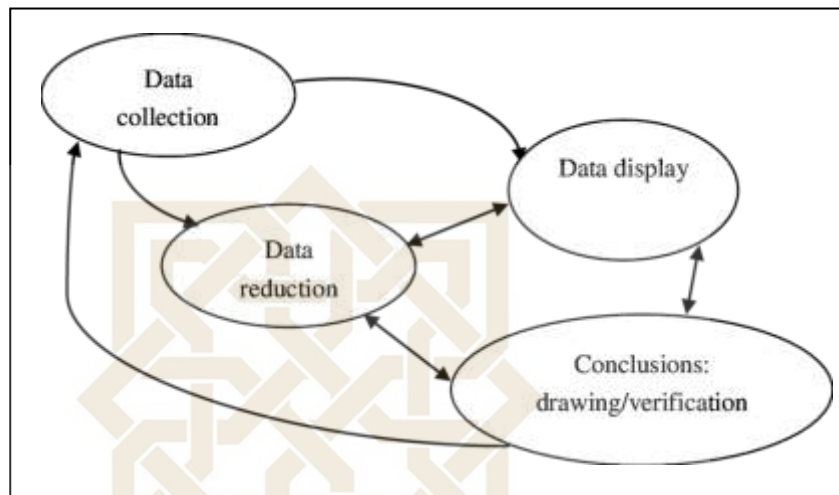 Data
collection
Data display
Data
reduction
Conclusions:
drawing/verification